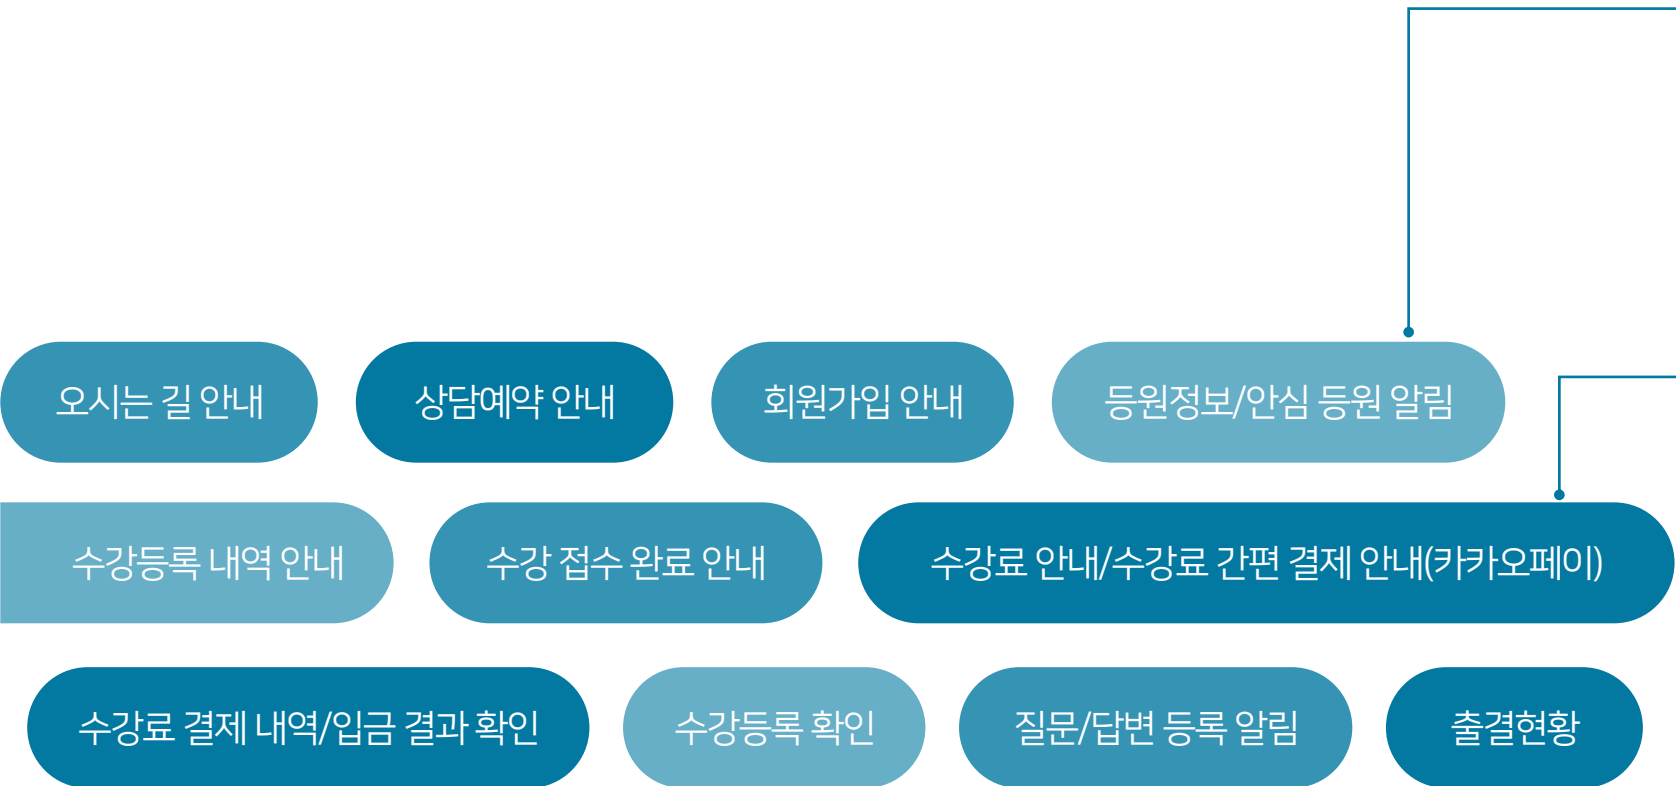 오시는 길 안내
상담예약 안내
회원가입 안내
등원정보/안심 등원 알림
수강등록 내역 안내
수강 접수 완료 안내
수강료 안내/수강료 간편 결제 안내(카카오페이)
수강료 결제 내역/입금 결과 확인
수강등록 확인
질문/답변 등록 알림
출결현황